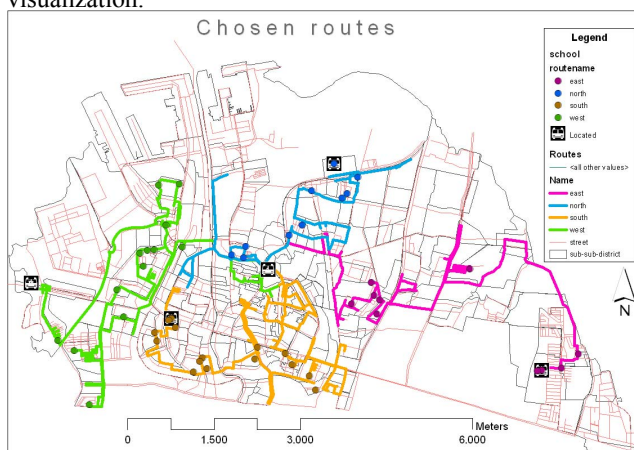 visualization.
Chosen routes
Legend
school
routename
east
north
south
west
Located
Routes
<all other values>
Name
east
north
south
west
street
sub-sub-district
N
Meters
0
1.500
3.000
6.000